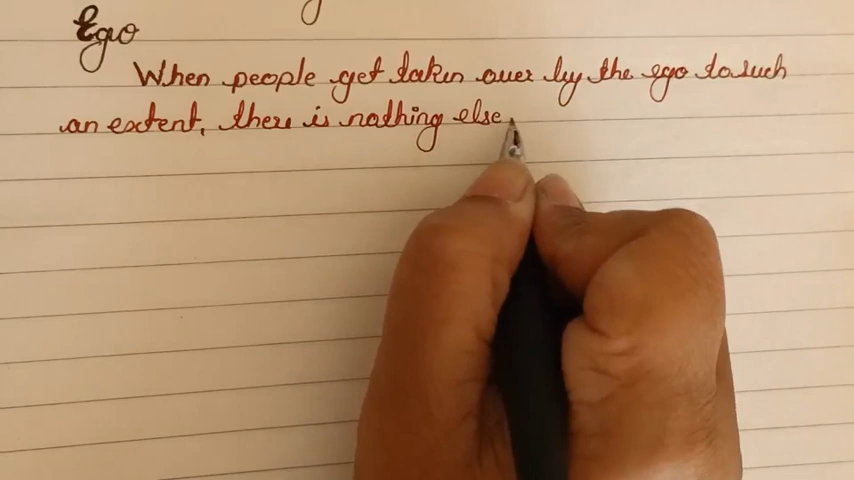 Ego
When people get taken over by the ego to such
an extent, there is nothing else